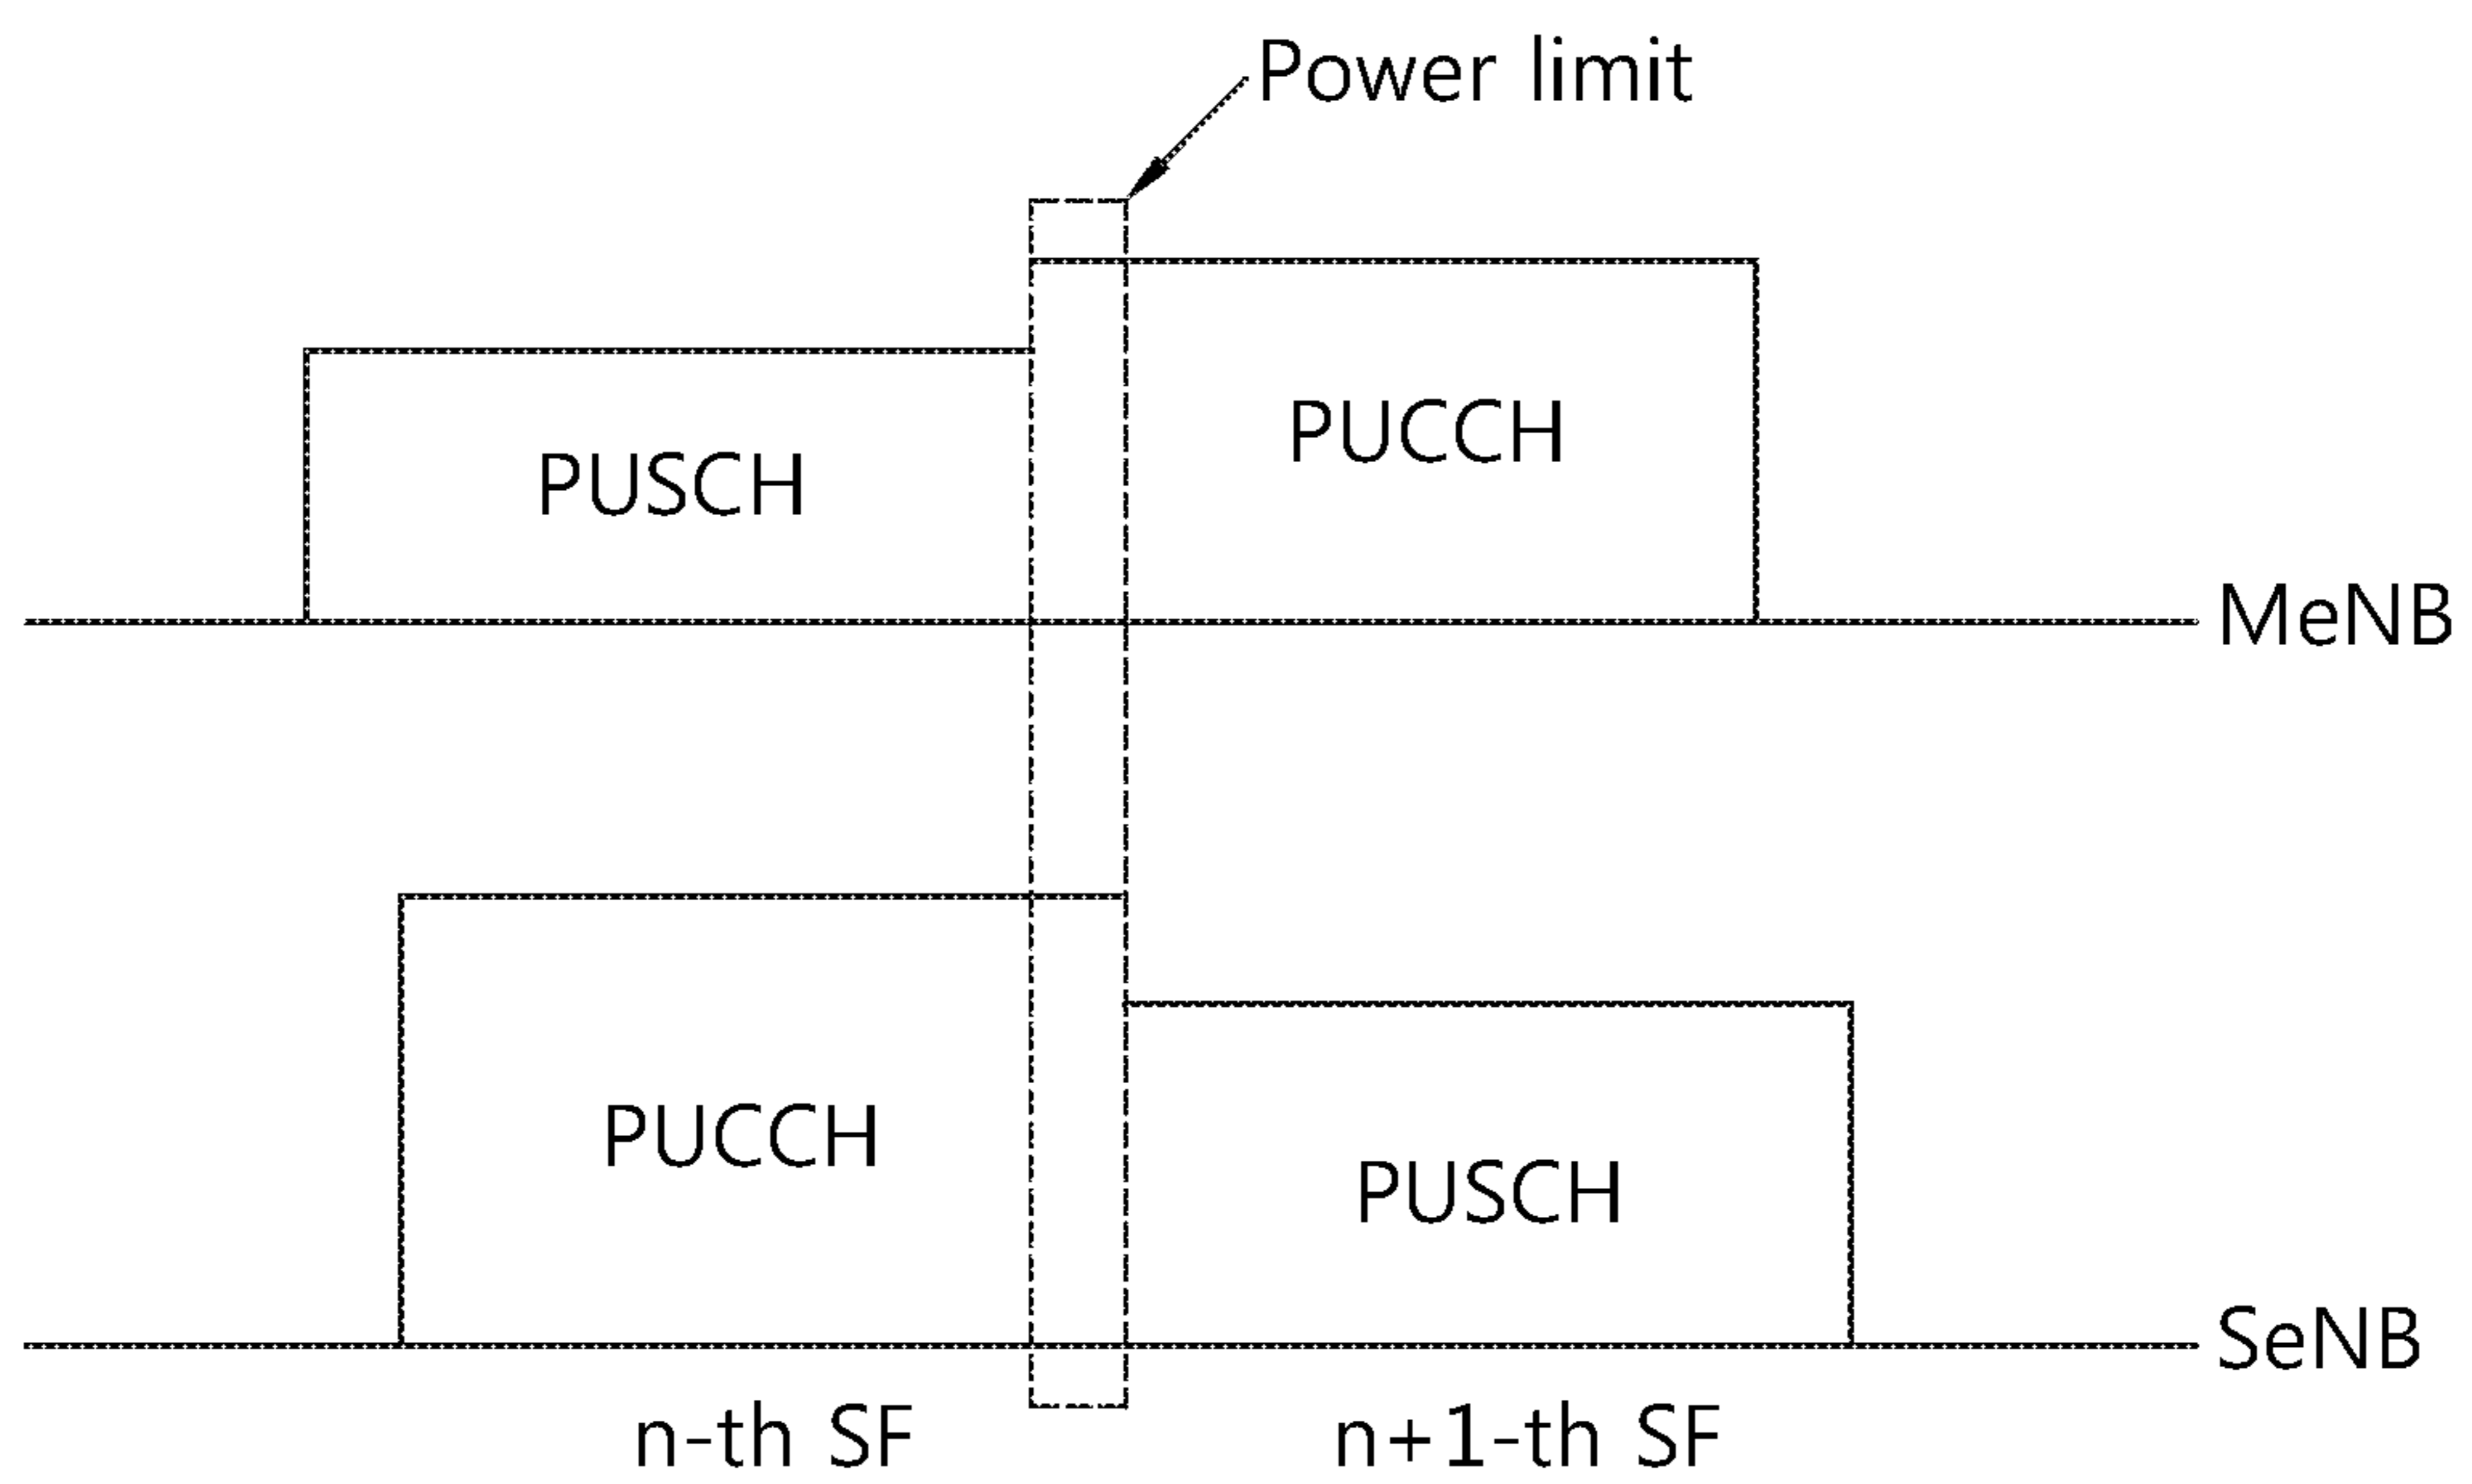 Power limit
PUCCH
PUSCH
MeNB
PUCCH
PUSCH
SeNB
n-th SF
n+1-th SF